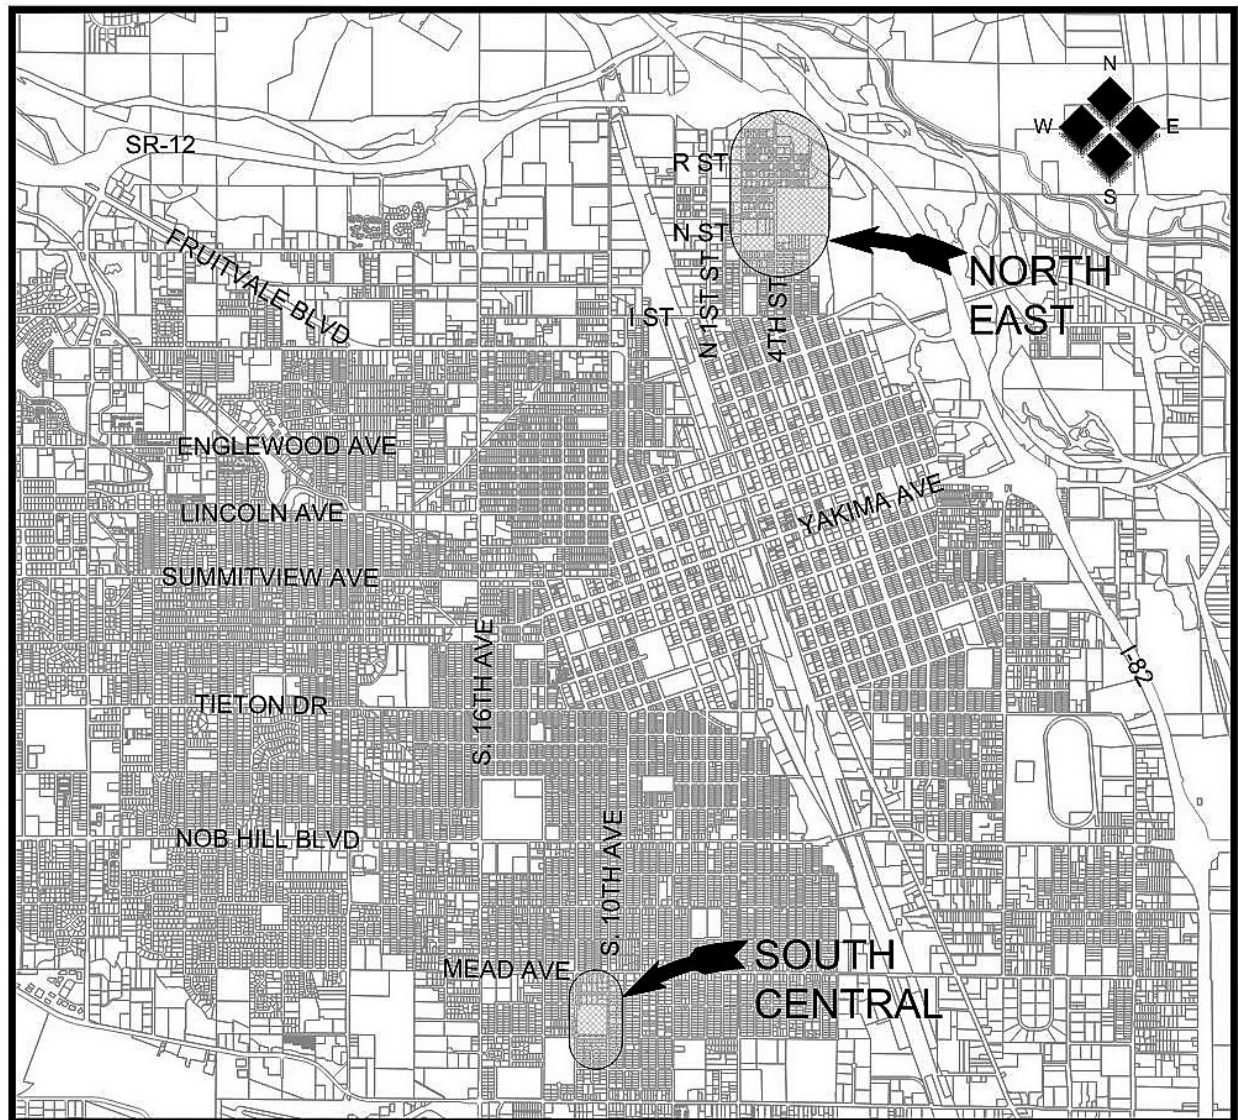 N
W E
S
SR-12
R ST
N ST
FRUITVALE BLVD
NORTH
EAST
I ST
N 1ST ST
4TH ST
ENGLEWOOD AVE
LINCOLN AVE
YAKIMA AVE
SUMMITVIEW AVE
S. 16TH AVE
I-82
TIETON DR
NOB HILL BLVD
S. 10TH AVE
MEAD AVE
SOUTH
CENTRAL